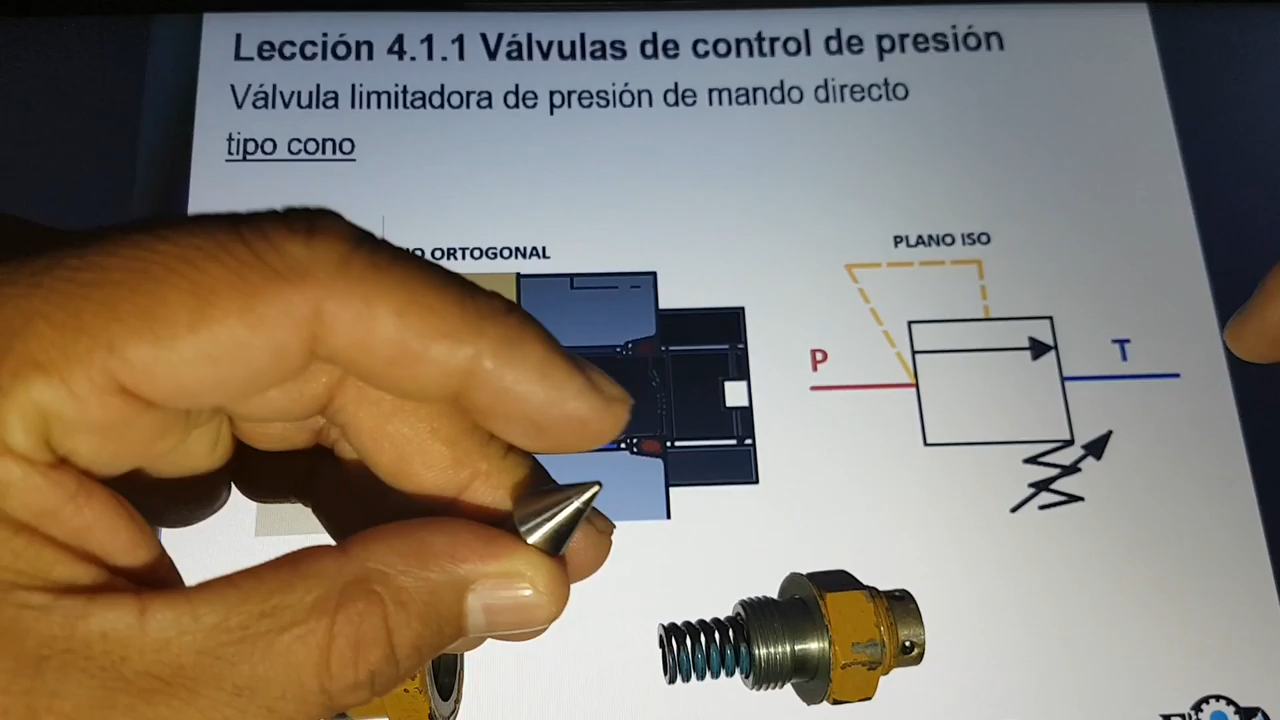 Lección 4.1.1 Válvulas de control de presión
Válvula limitadora de presión de mando directo
tipo cono
ORTOGONAL
PLANO ISO
P
T